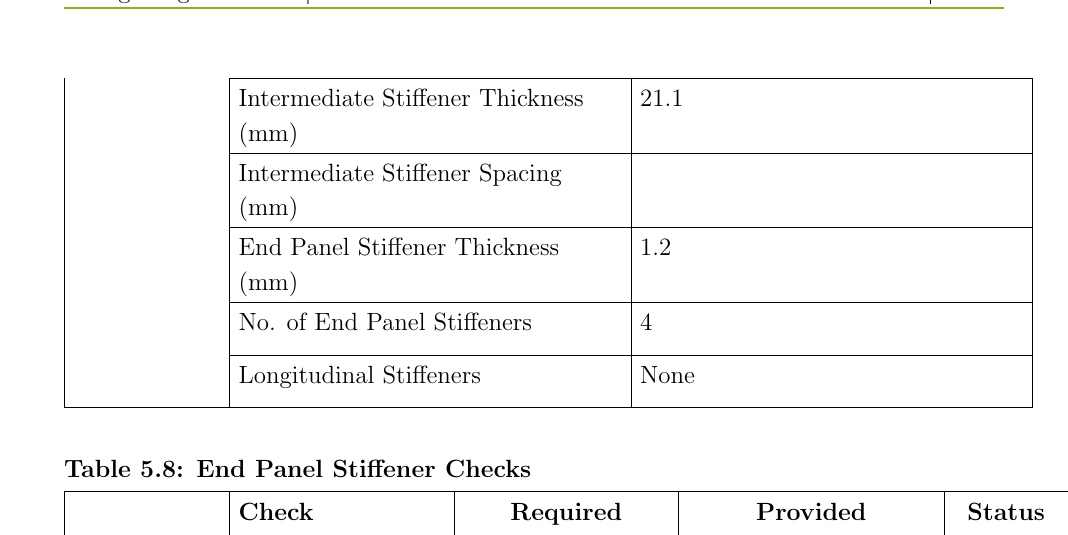 Intermediate Stiffener Thickness 21.1
(mm)
Intermediate Stiffener Spacing
(mm)
End Panel Stiffener Thickness 1.2
(mm)
No. of End Panel Stiffeners 4
Longitudinal Stiffeners None
Table 5.8: End Panel Stiffener Checks
Check Required Provided Status